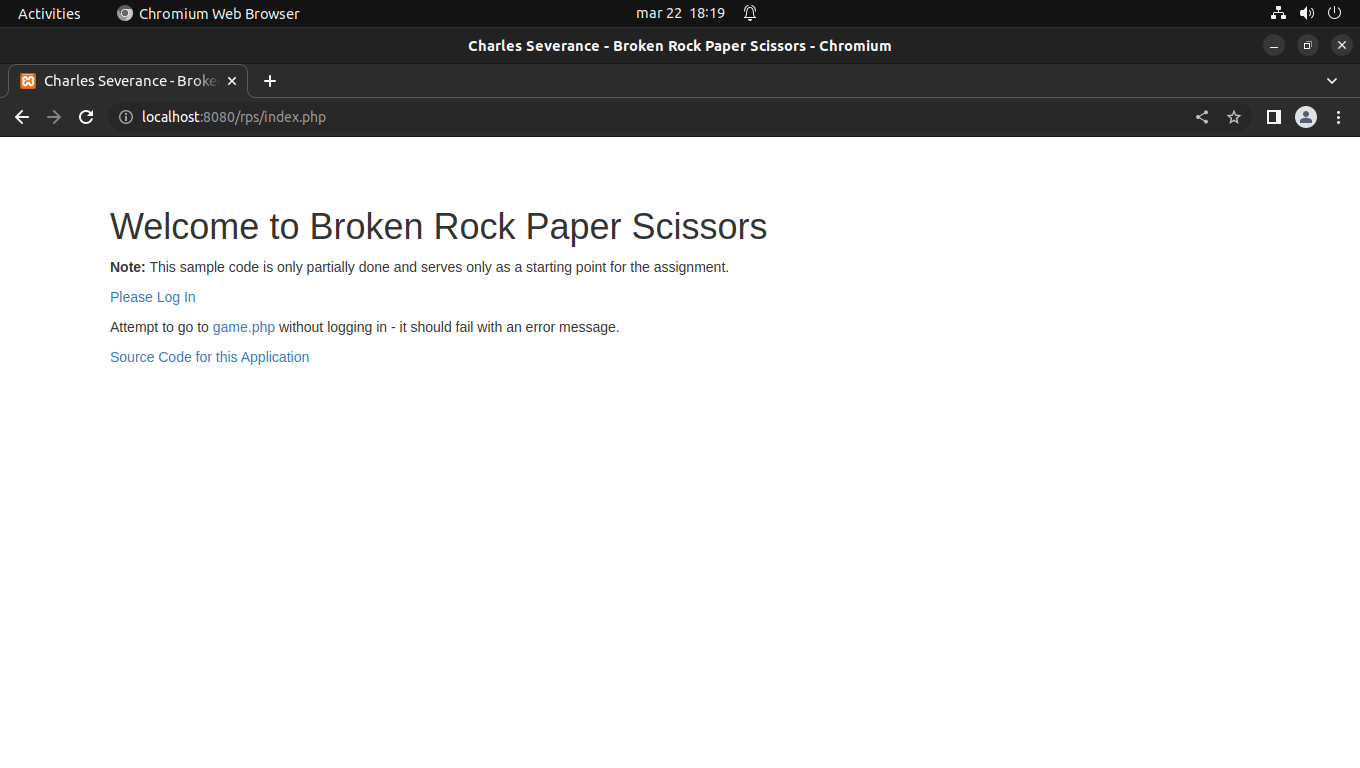 Activities Chromium Web Browser mar 22 18:19
Charles Severance - Broken Rock Paper Scissors - Chromium
Charles Severance - Broke
localhost:8080/rps/index.php
Welcome to Broken Rock Paper Scissors
Note: This sample code is only partially done and serves only as a starting point for the assignment.
Please Log In
Attempt to go to game.php without logging in - it should fail with an error message.
Source Code for this Application